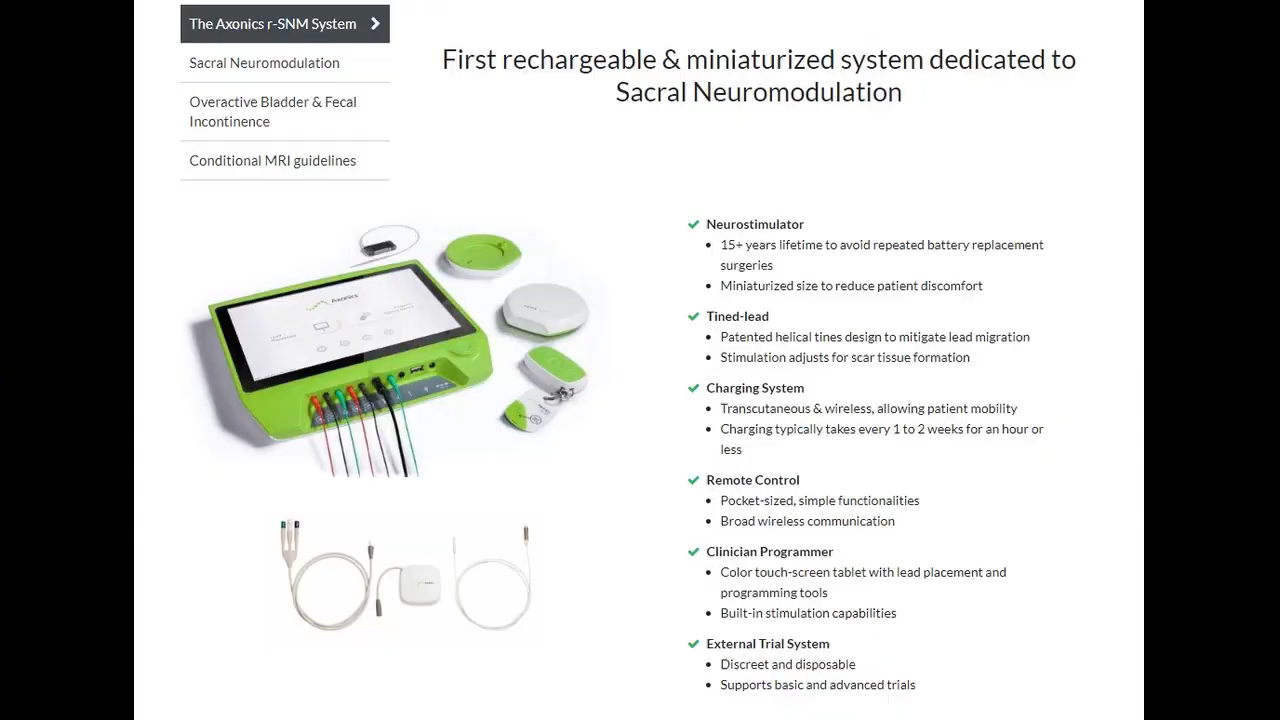 The Axonics r-SNM System
Sacral Neuromodulation
Overactive Bladder & Fecal
Incontinence
Conditional MRI guidelines
First rechargeable & miniaturized system dedicated to
Sacral Neuromodulation
Axonics
Neurostimulator
15+ years lifetime to avoid repeated battery replacement
surgeries
Miniaturized size to reduce patient discomfort
Tined-lead
Patented helical tines design to mitigate lead migration
Stimulation adjusts for scar tissue formation
Charging System
Transcutaneous & wireless, allowing patient mobility
Charging typically takes every 1 to 2 weeks for an hour or
less
Remote Control
Pocket-sized, simple functionalities
Broad wireless communication
Clinician Programmer
Color touch-screen tablet with lead placement and
programming tools
Built-in stimulation capabilities
External Trial System
Discreet and disposable
Supports basic and advanced trials